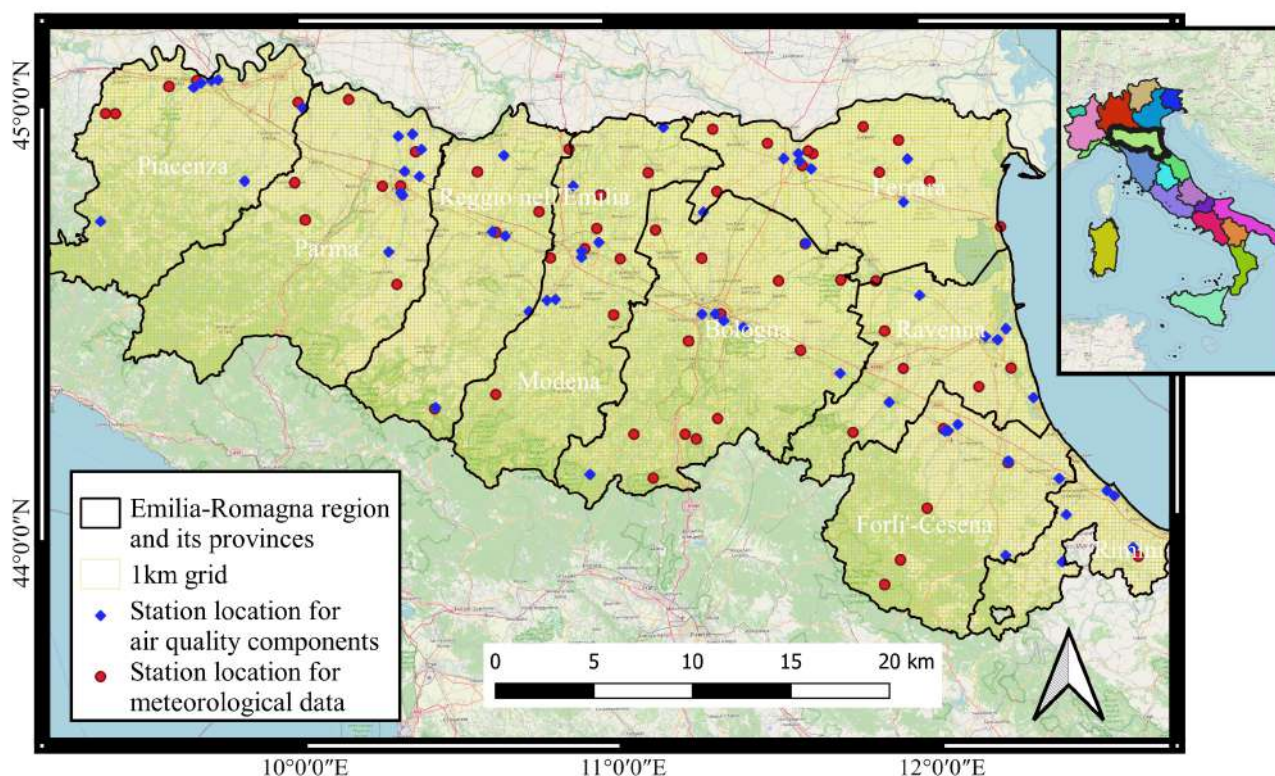 45°0′0″N
44°0′0″N
Piacenza
Parma
Reggio nell'Emilia
Modena
Bologna
Ferrara
Ravenna
Forli'-Cesena
Rimini
Emilia-Romagna region
and its provinces
1km grid
Station location for
air quality components
Station location for
meteorological data
0 5 10 15 20 km
10°0′0″E
11°0′0″E
12°0′0″E